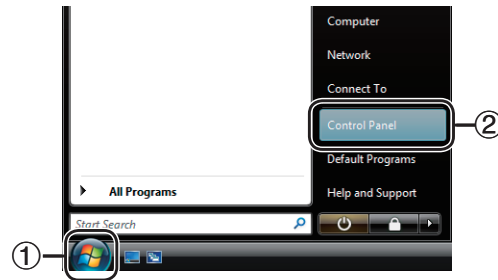 Computer
Network
Connect To
Control Panel
②
Default Programs
All Programs
Help and Support
Start Search
①